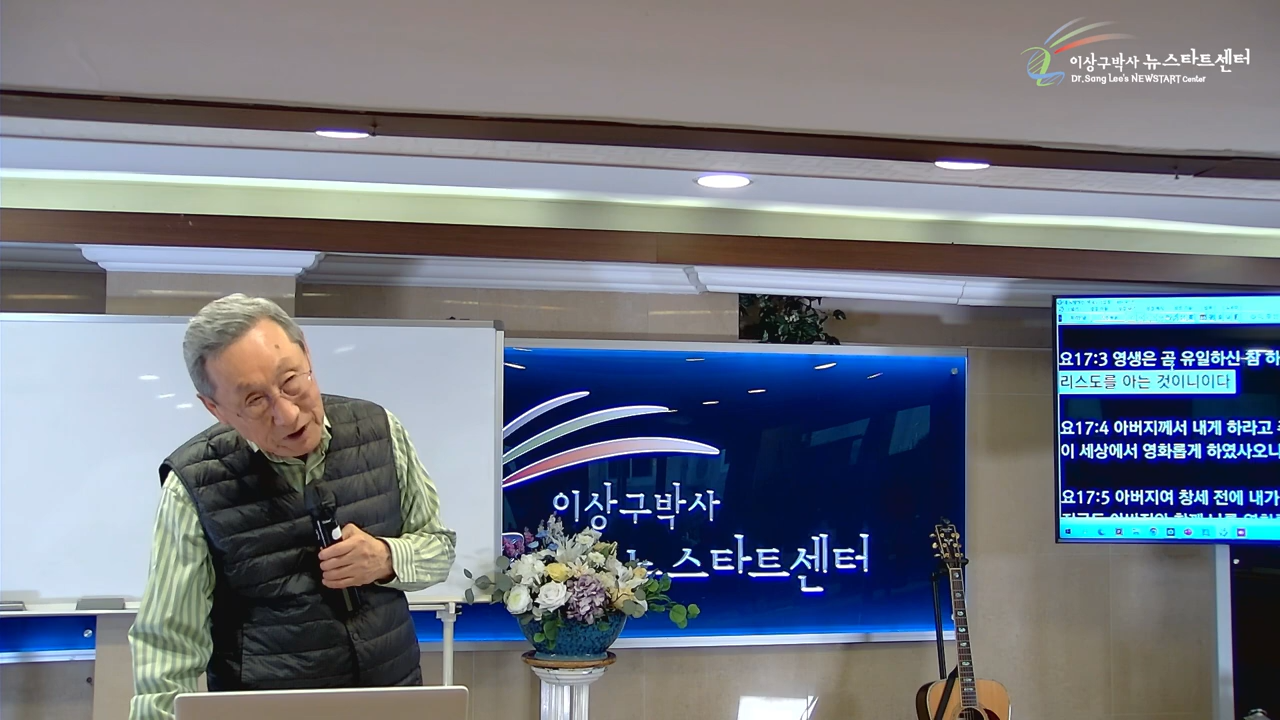 이상구박사 뉴스타트센터
Dr. Sang Lee's NEWSTART Center
이상구박사
뉴스타트센터
요17:3 영생은 곧 유일하신 참 하
리스도를 아는 것이니이다
요17:4 아버지께서 내게 하라고
이 세상에서 영화롭게 하였사오니
요17:5 아버지여 창세 전에 내가